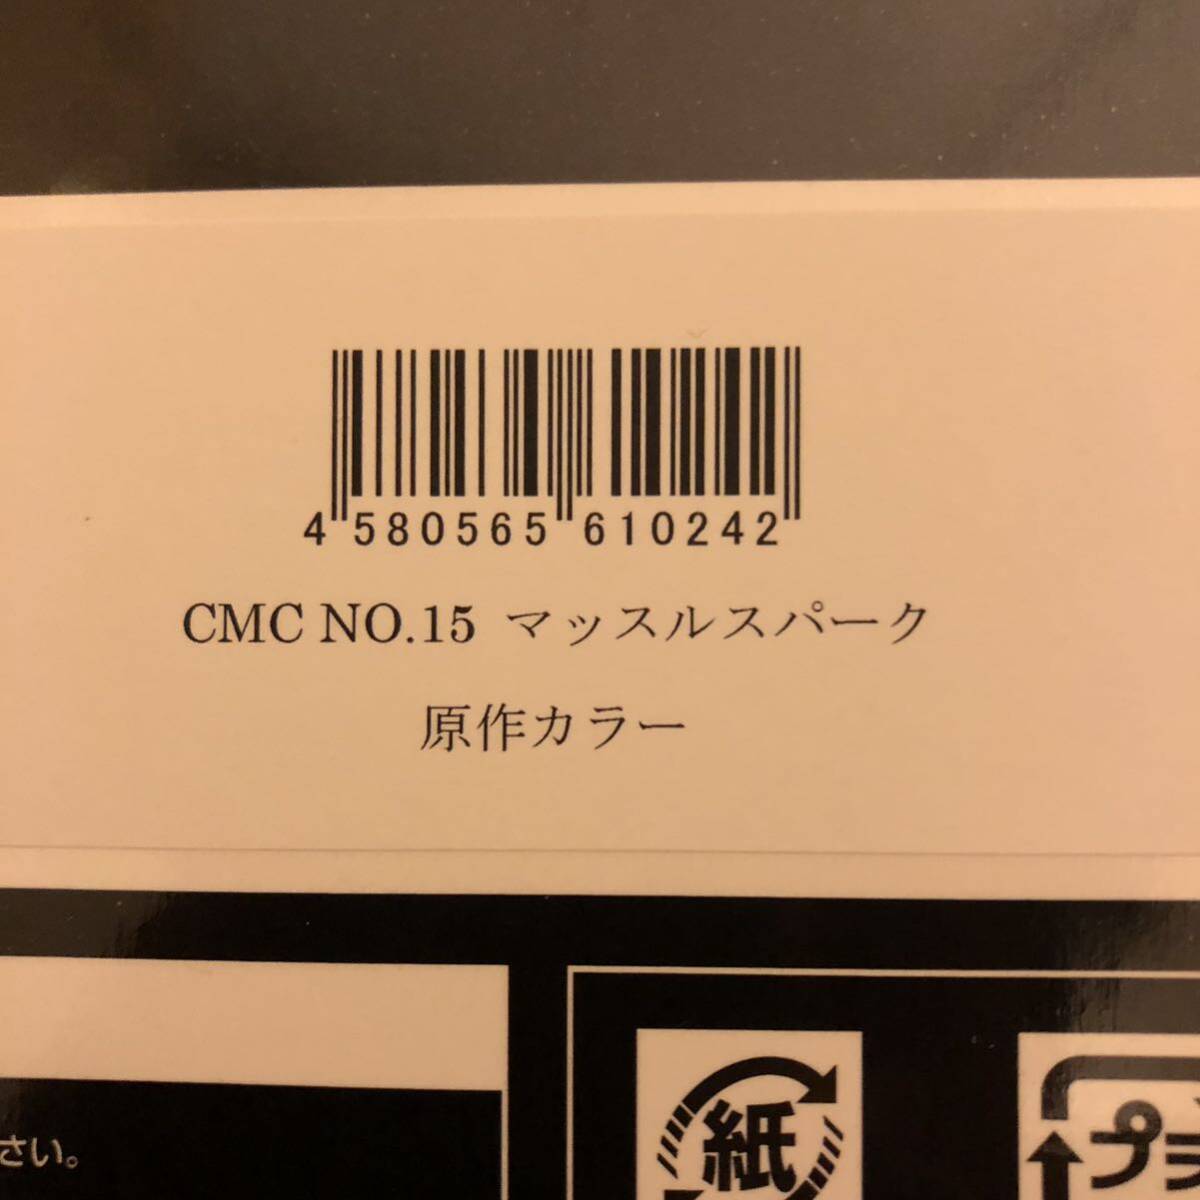 4 580565 610242
CMC NO.15 マッスルスパーク
原作カラー
さい。
紙
プラ